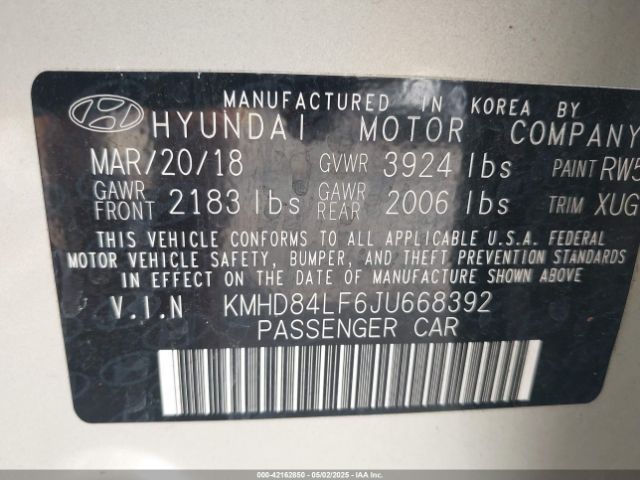 MANUFACTURED IN KOREA BY
HYUNDAI MOTOR COMPANY
MAR/20/18 GVWR 3924 lbs PAINT RW5
GAWR FRONT 2183 lbs GAWR REAR 2006 lbs TRIM XUG
THIS VEHICLE CONFORMS TO ALL APPLICABLE U.S.A. FEDERAL
MOTOR VEHICLE SAFETY, BUMPER, AND THEFT PREVENTION STANDARDS
IN EFFECT ON THE DATE OF MANUFACTURE SHOWN ABOVE
V.I.N KMHD84LF6JU668392
PASSENGER CAR
000-42162850 - 05/02/2025 - IAAI.COM